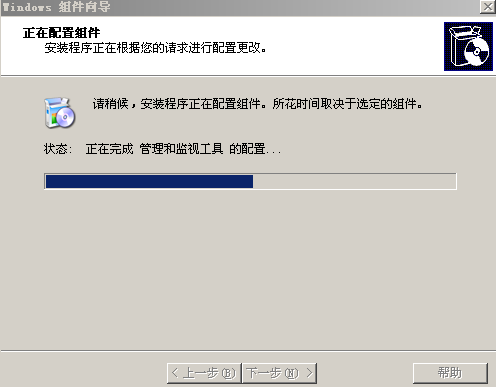 Windows 组件向导
正在配置组件
安装程序正在根据您的请求进行配置更改。
请稍候，安装程序正在配置组件。所花时间取决于选定的组件。
状态: 正在完成 管理和监视工具 的配置...
< 上一步(B) 下一步(N) > 帮助